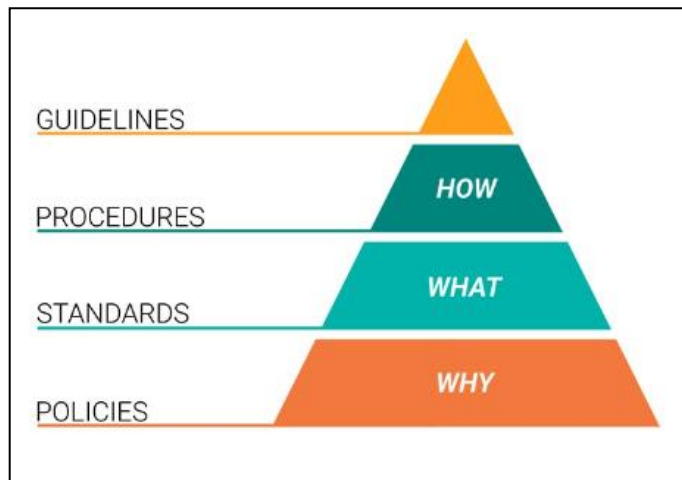 GUIDELINES
HOW
PROCEDURES
WHAT
STANDARDS
WHY
POLICIES